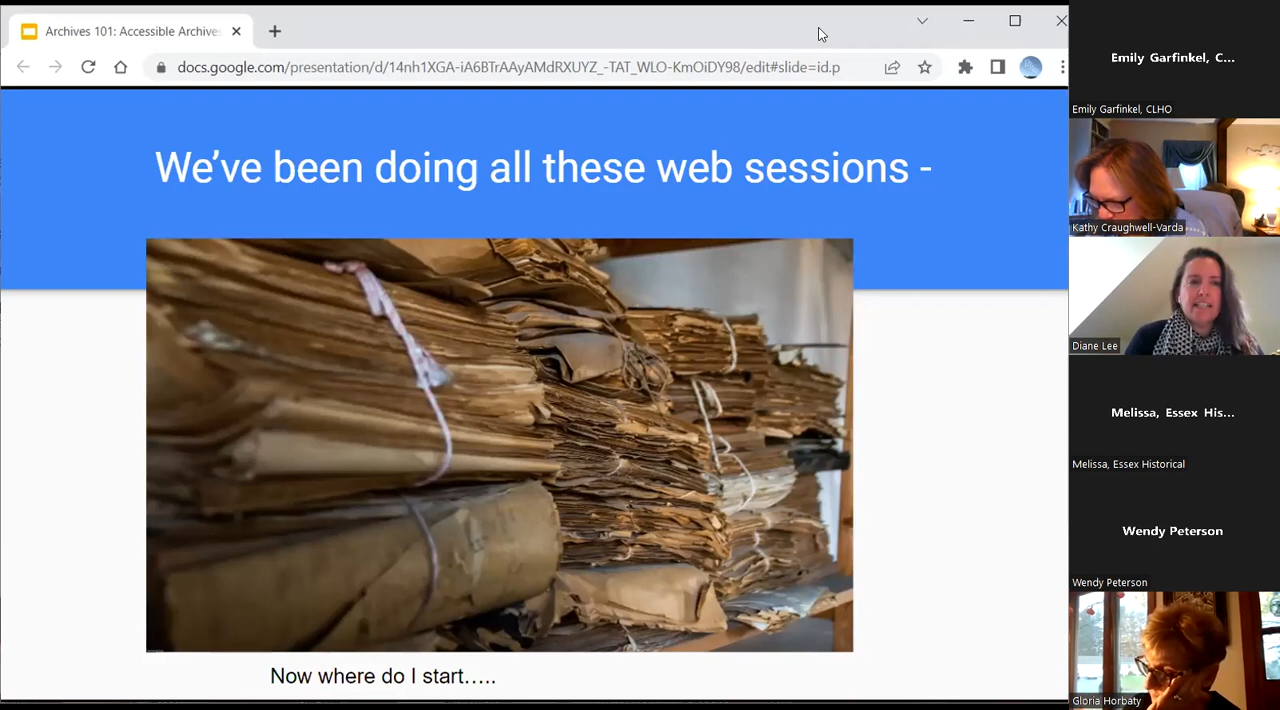 Archives 101: Accessible Archive
docs.google.com/presentation/d/14nh1XGA-iA6BTrAAyAMdRXUYZ_-TAT_WLO-KmOiDY98/edit#slide=id.p
We’ve been doing all these web sessions -
Now where do I start…..
Emily Garfinkel, C...
Emily Garfinkel, CLHO
Kathy Craughwell-Varda
Diane Lee
Melissa, Essex His...
Melissa, Essex Historical
Wendy Peterson
Wendy Peterson
Gloria Horbaty